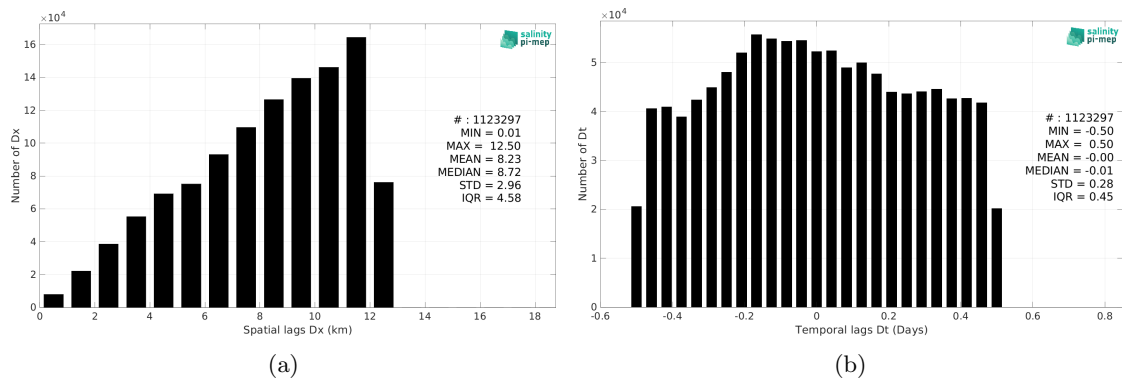 ×10⁴
16
14
12
10
8
6
4
2
0
Number of Dx
0 2 4 6 8 10 12 14 16 18
Spatial lags Dx (km)
salinity
pi-mep
# : 1123297
MIN = 0.01
MAX = 12.50
MEAN = 8.23
MEDIAN = 8.72
STD = 2.96
IQR = 4.58
(a)
×10⁴
5
4
3
2
1
0
Number of Dt
-0.6 -0.4 -0.2 0 0.2 0.4 0.6 0.8
Temporal lags Dt (Days)
salinity
pi-mep
# : 1123297
MIN = -0.50
MAX = 0.50
MEAN = -0.00
MEDIAN = -0.01
STD = 0.28
IQR = 0.45
(b)